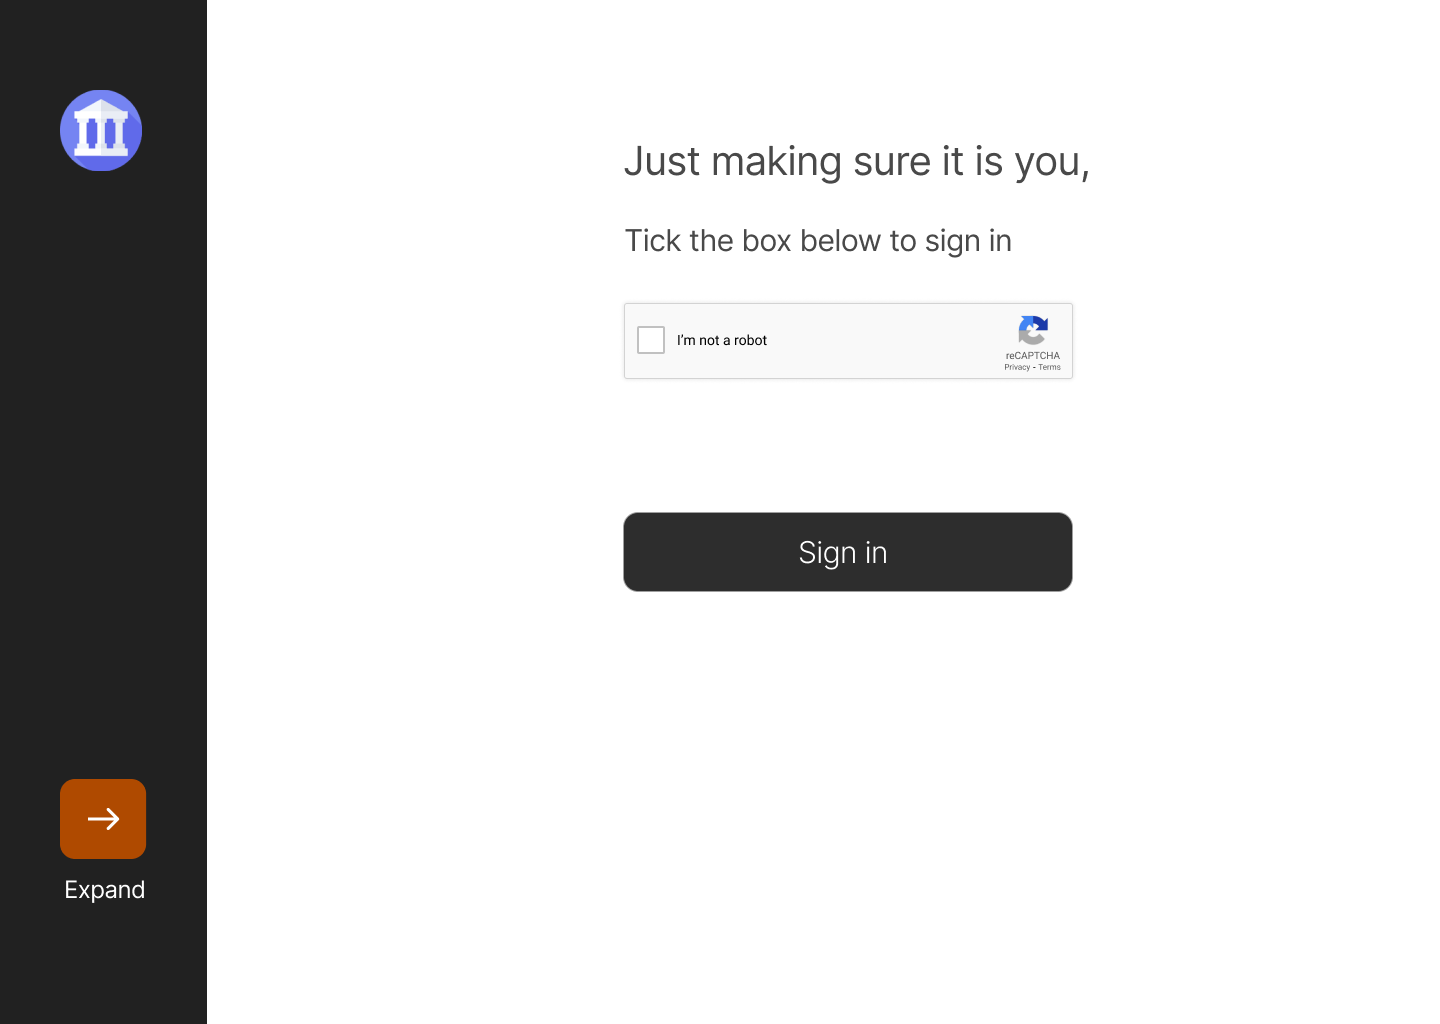 Just making sure it is you,
Tick the box below to sign in
I'm not a robot
reCAPTCHA
Privacy - Terms
Sign in
Expand